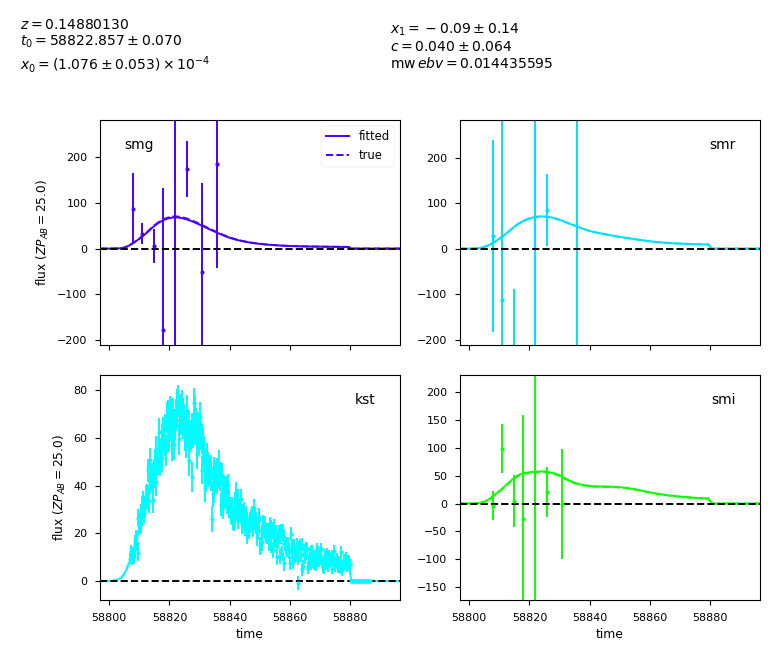 z = 0.14880130
t₀ = 58822.857 ± 0.070
x₀ = (1.076 ± 0.053) × 10⁻⁴
x₁ = −0.09 ± 0.14
c = 0.040 ± 0.064
mw ebv = 0.014435595
smg
fitted
true
200
100
0
−100
−200
flux (ZP_AB = 25.0)
smr
200
100
0
−100
−200
kst
80
60
40
20
0
flux (ZP_AB = 25.0)
58800 58820 58840 58860 58880
time
smi
200
150
100
50
0
−50
−100
−150
58800 58820 58840 58860 58880
time